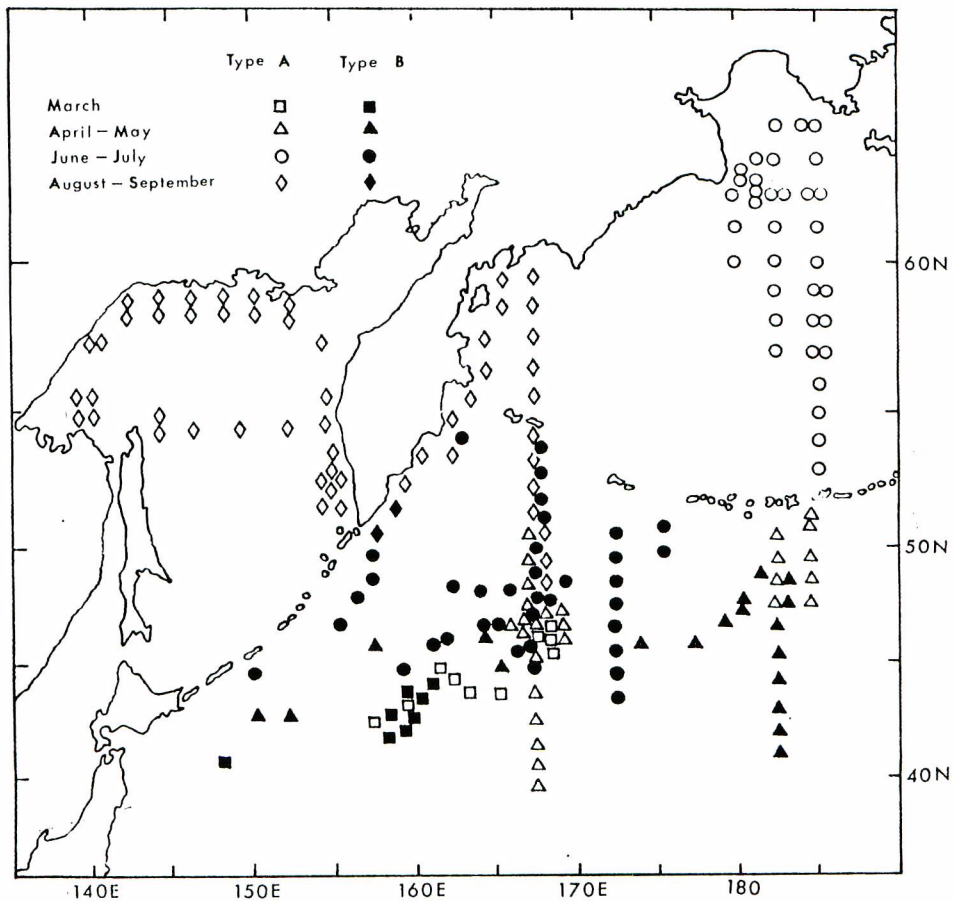 Type A Type B
March
April – May
June – July
August – September
60N
50N
40N
140E 150E 160E 170E 180